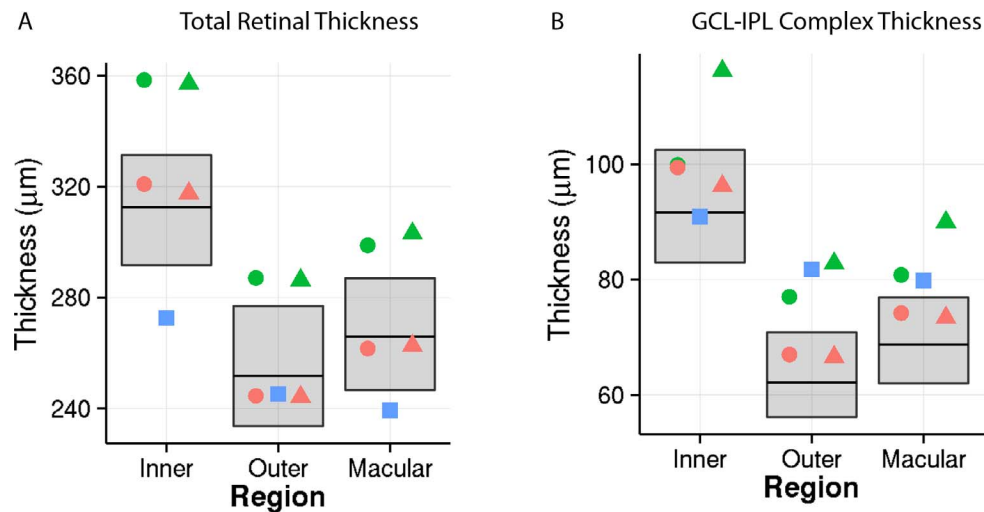 A Total Retinal Thickness
Thickness (μm)
360
320
280
240
Inner Outer Macular
Region
B GCL-IPL Complex Thickness
Thickness (μm)
100
80
60
Inner Outer Macular
Region